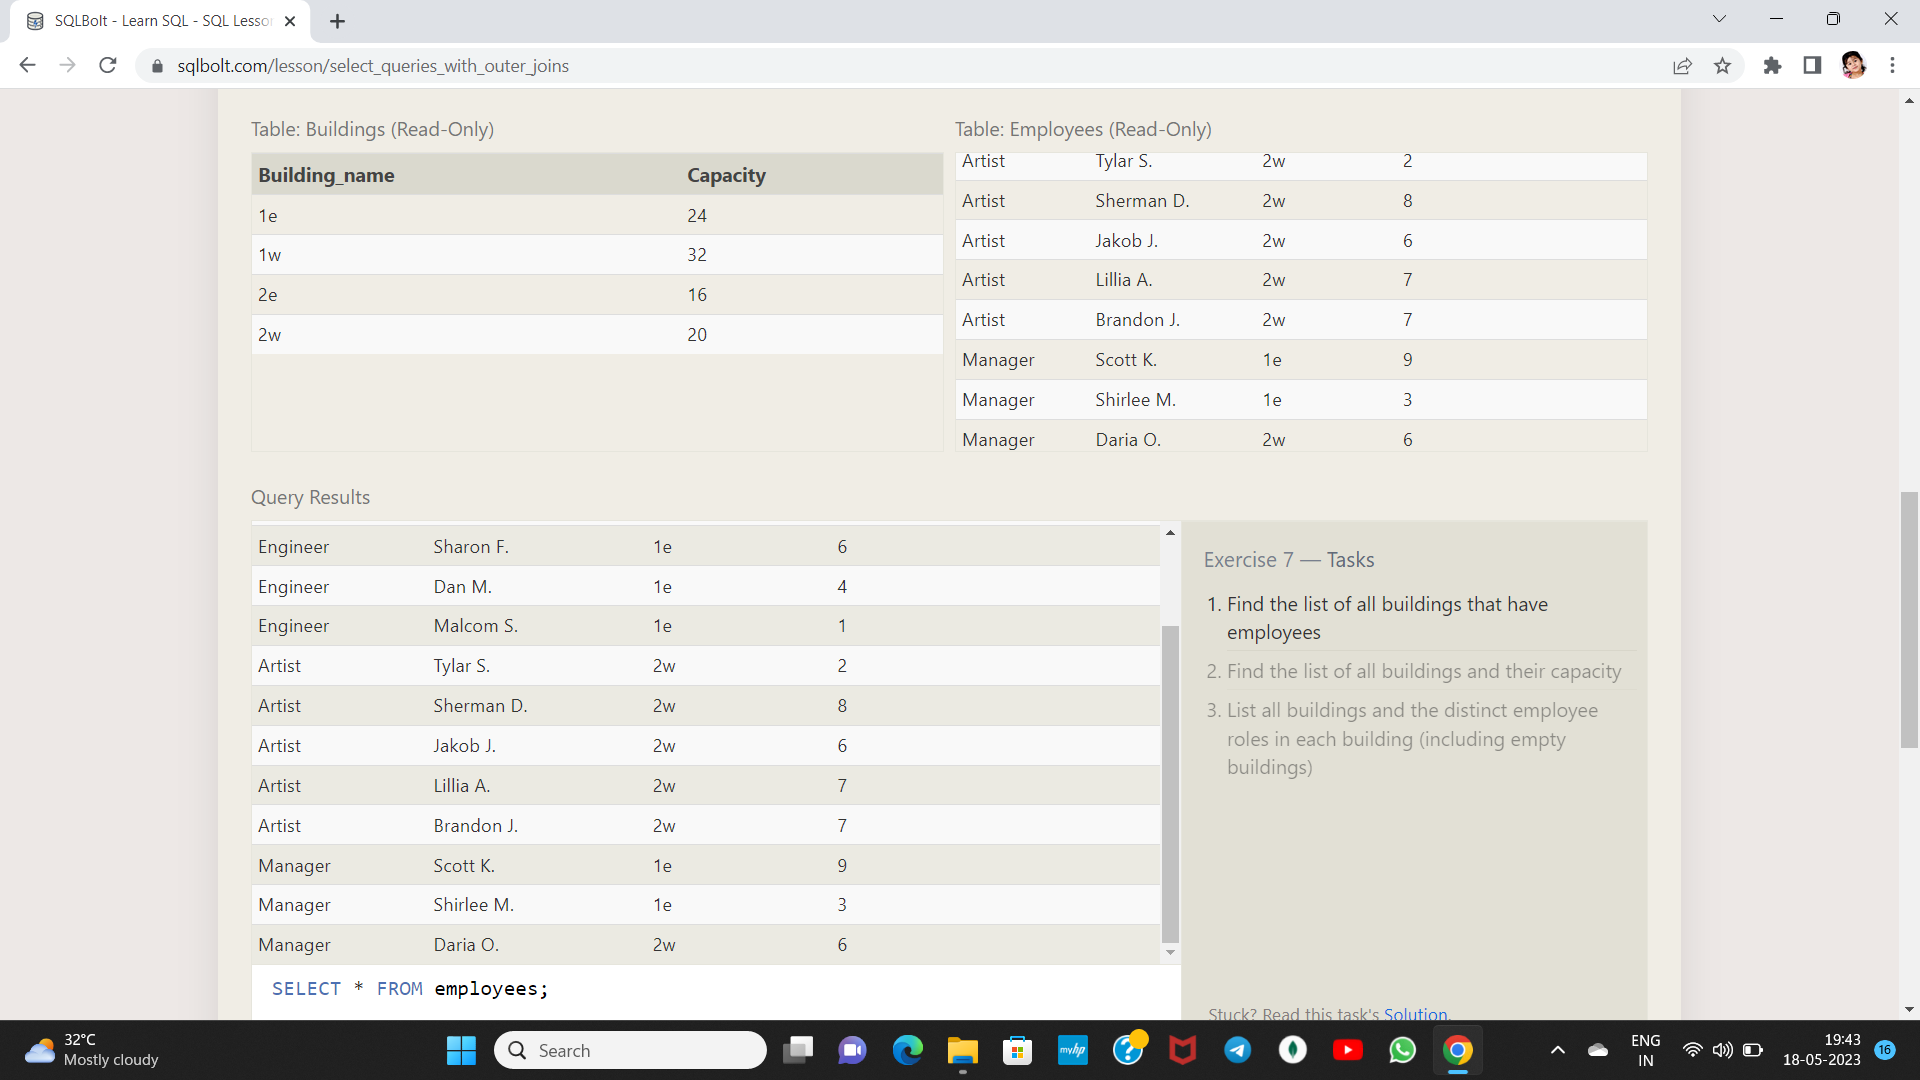 SQLBolt - Learn SQL - SQL Lesso
sqlbolt.com/lesson/select_queries_with_outer_joins
Table: Buildings (Read-Only)
Building_name Capacity
1e 24
1w 32
2e 16
2w 20
Table: Employees (Read-Only)
Artist Tylar S. 2w 2
Artist Sherman D. 2w 8
Artist Jakob J. 2w 6
Artist Lillia A. 2w 7
Artist Brandon J. 2w 7
Manager Scott K. 1e 9
Manager Shirlee M. 1e 3
Manager Daria O. 2w 6
Query Results
Engineer Sharon F. 1e 6
Engineer Dan M. 1e 4
Engineer Malcom S. 1e 1
Artist Tylar S. 2w 2
Artist Sherman D. 2w 8
Artist Jakob J. 2w 6
Artist Lillia A. 2w 7
Artist Brandon J. 2w 7
Manager Scott K. 1e 9
Manager Shirlee M. 1e 3
Manager Daria O. 2w 6
SELECT * FROM employees;
Exercise 7 — Tasks
1. Find the list of all buildings that have
employees
2. Find the list of all buildings and their capacity
3. List all buildings and the distinct employee
roles in each building (including empty
buildings)
Stuck? Read this task's Solution.
32°C
Mostly cloudy
Search
myhp
ENG
IN
19:43
18-05-2023
16